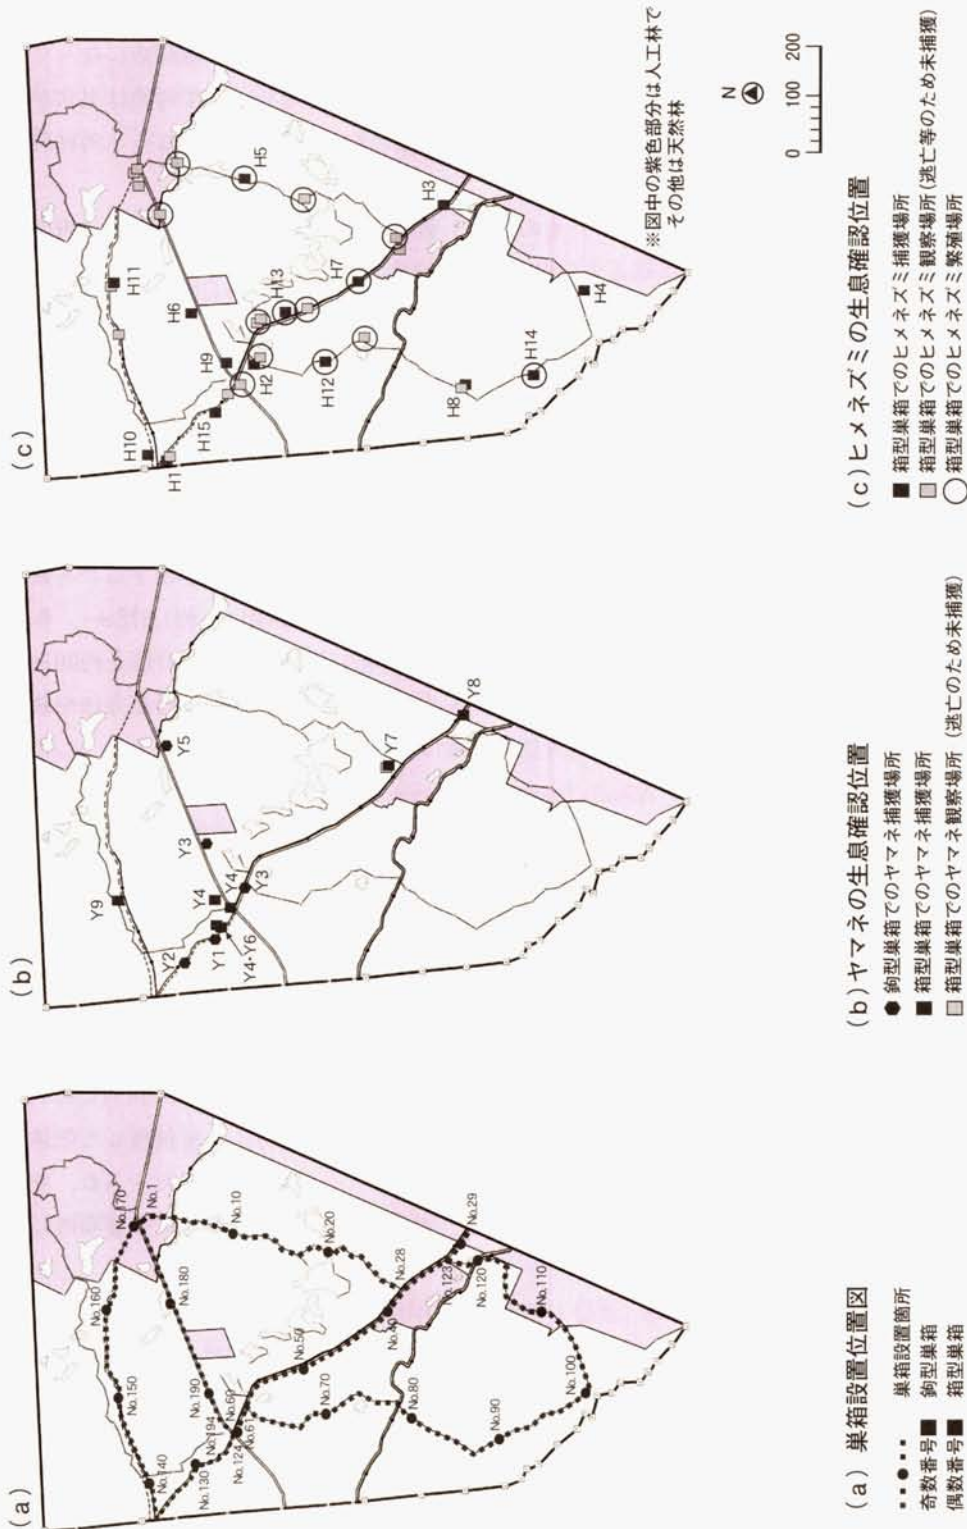 (a)
No.170
No.1
No.160
No.10
No.180
No.20
No.150
No.190
No.28
No.29
No.123
No.120
No.40
No.50
No.110
No.140
No.194
No.60
No.61
No.70
No.124
No.130
No.80
No.100
No.90
(a) 巣箱設置位置図
巣箱設置箇所
奇数番号■ 鉤型巣箱
偶数番号■ 箱型巣箱
(b)
Y9
Y5
Y3
Y4
Y4
Y3
Y2
Y1
Y4・Y6
Y7
Y8
(b)ヤマネの生息確認位置
鉤型巣箱でのヤマネ捕獲場所
■ 箱型巣箱でのヤマネ捕獲場所
□ 箱型巣箱でのヤマネ観察場所 (逃亡のため未捕獲)
(c)
H11
H5
H6
H13
H7
H3
H9
H2
H10
H15
H1
H12
H8
H14
H4
※図中の紫色部分は人工林で
その他は天然林
N
0 100 200
(c)ヒメネズミの生息確認位置
■ 箱型巣箱でのヒメネズミ捕獲場所
□ 箱型巣箱でのヒメネズミ観察場所(逃亡等のため未捕獲)
○ 箱型巣箱でのヒメネズミ繁殖場所